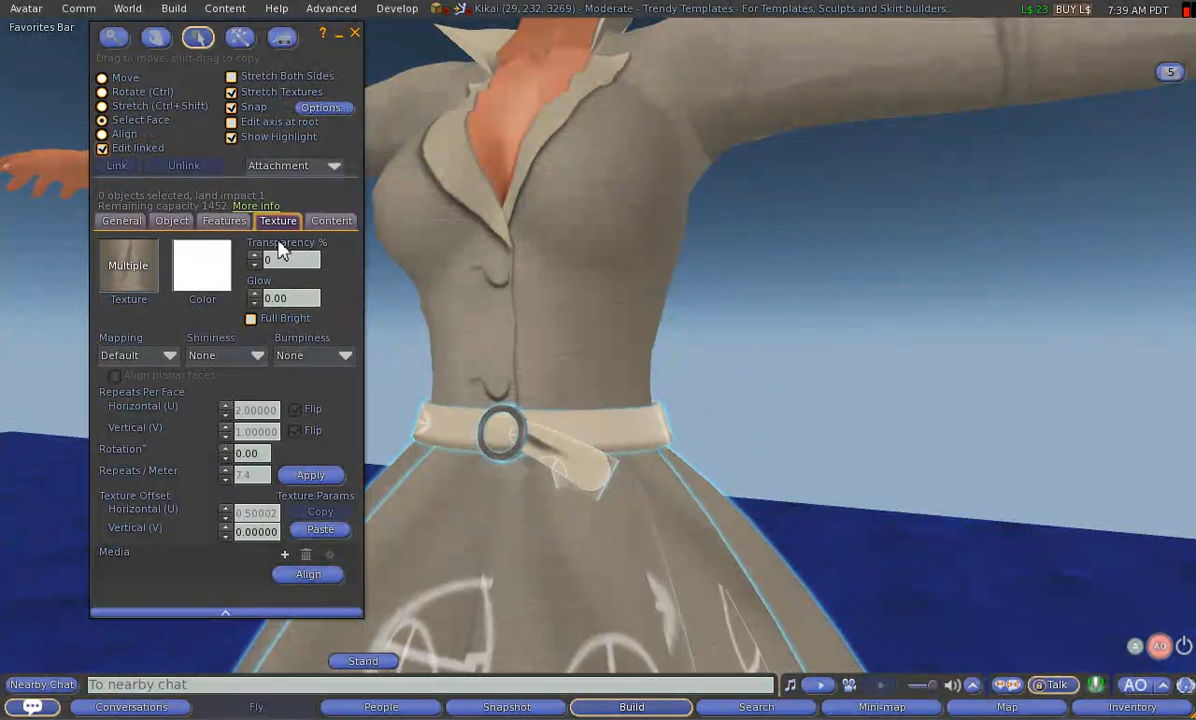 Avatar Comm World Build Content Help Advanced Develop Kikai (29, 232, 3269) - Moderate - Trendy Templates - For Templates, Sculpts and Skirt builders.. L$ 23 BUY L$ 7:39 AM PDT
Favorites Bar
? _ ×
Drag to move, shift-drag to copy
5
Move
Rotate (Ctrl)
Stretch (Ctrl+Shift)
Select Face
Align
Edit linked
Stretch Both Sides
Stretch Textures
Snap Options...
Edit axis at root
Show Highlight
Link Unlink Attachment
0 objects selected, land impact 1
Remaining capacity 1452. More info
General Object Features Texture Content
Multiple
Texture
Color
Transparency %
0
Glow
0.00
Full Bright
Mapping Shininess Bumpiness
Default None None
Align planar faces
Repeats Per Face
Horizontal (U) 2.00000 Flip
Vertical (V) 1.00000 Flip
Rotation° 0.00
Repeats / Meter 7.4 Apply
Texture Offset Texture Params
Horizontal (U) 0.50002 Copy
Vertical (V) 0.00000 Paste
Media
Align
Stand
AO
Nearby Chat To nearby chat Talk AO
Conversations Fly People Snapshot Build Search Mini-map Map Inventory